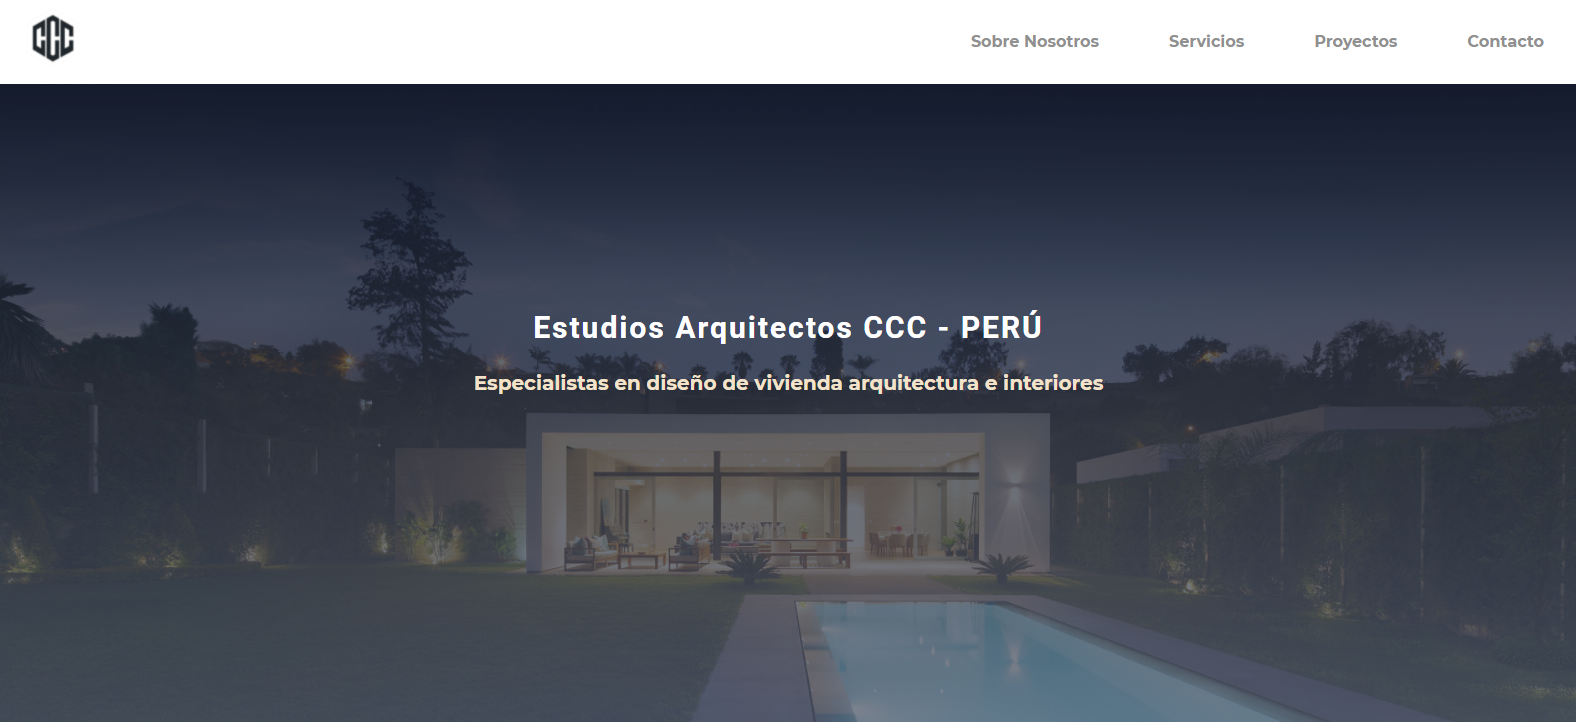 CCC
Sobre Nosotros Servicios Proyectos Contacto
Estudios Arquitectos CCC - PERÚ
Especialistas en diseño de vivienda arquitectura e interiores